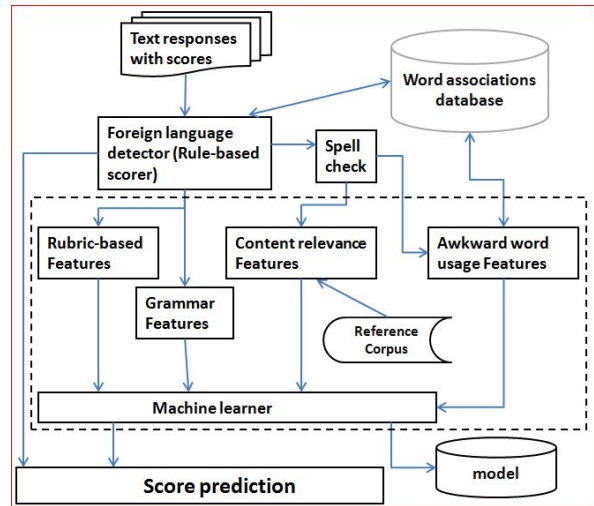 Text responses
with scores
Word associations
database
Foreign language
detector (Rule-based
scorer)
Spell
check
Rubric-based
Features
Content relevance
Features
Awkward word
usage Features
Grammar
Features
Reference
Corpus
Machine learner
model
Score prediction